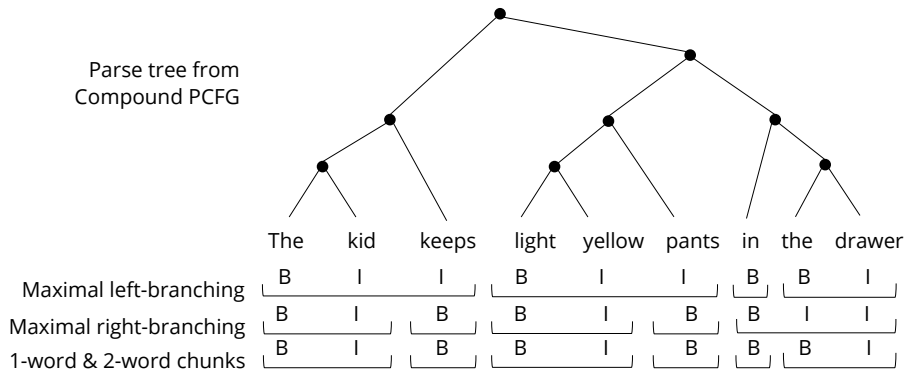 Parse tree from
Compound PCFG
The kid keeps light yellow pants in the drawer
Maximal left-branching B I I B I I B B I
Maximal right-branching B I B B I B B I I
1-word & 2-word chunks B I B B I B B B I